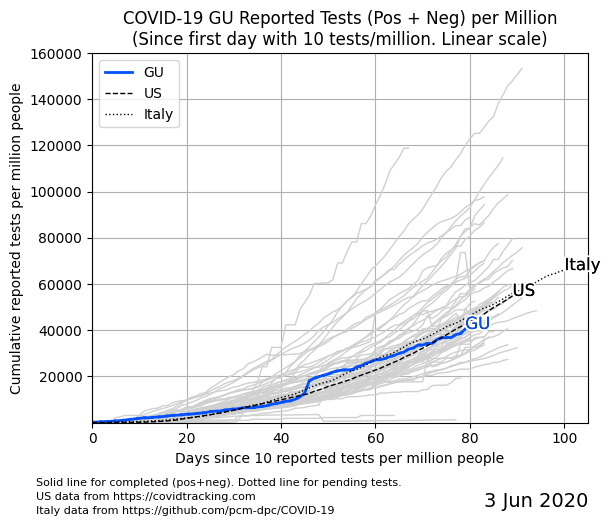 COVID-19 GU Reported Tests (Pos + Neg) per Million
(Since first day with 10 tests/million. Linear scale)
160000
140000
120000
100000
80000
60000
40000
20000
Cumulative reported tests per million people
GU
US
Italy
Italy
US
GU
0 20 40 60 80 100
Days since 10 reported tests per million people
Solid line for completed (pos+neg). Dotted line for pending tests.
US data from https://covidtracking.com
Italy data from https://github.com/pcm-dpc/COVID-19
3 Jun 2020